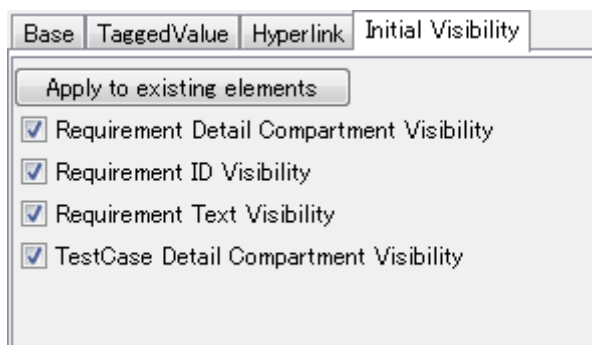 Base TaggedValue Hyperlink Initial Visibility
Apply to existing elements
Requirement Detail Compartment Visibility
Requirement ID Visibility
Requirement Text Visibility
TestCase Detail Compartment Visibility